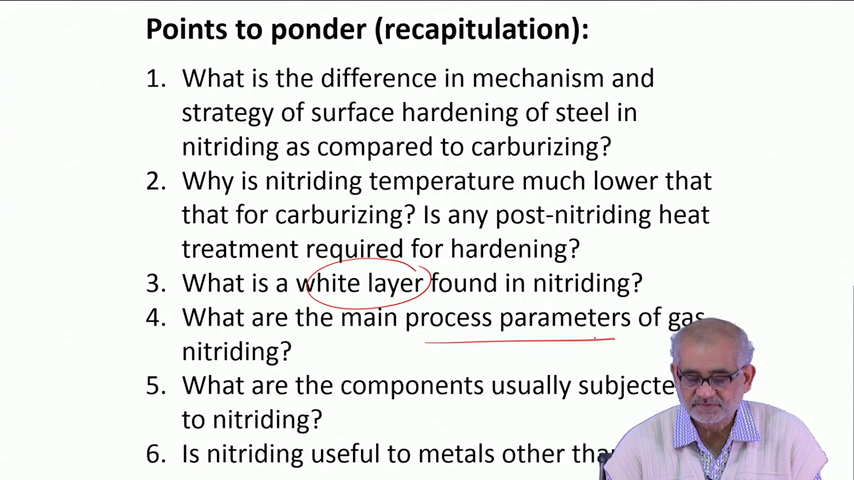 Points to ponder (recapitulation):
1. What is the difference in mechanism and
strategy of surface hardening of steel in
nitriding as compared to carburizing?
2. Why is nitriding temperature much lower that
that for carburizing? Is any post-nitriding heat
treatment required for hardening?
3. What is a white layer found in nitriding?
4. What are the main process parameters of gas
nitriding?
5. What are the components usually
to nitriding?
6. Is nitriding useful to metals other